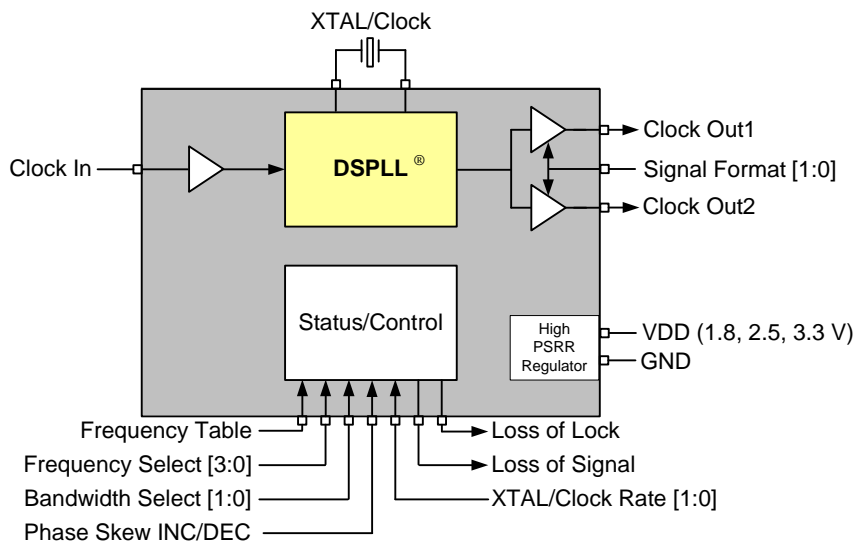 XTAL/Clock
Clock In
DSPLL ®
Clock Out1
Signal Format [1:0]
Clock Out2
Status/Control
High
PSRR
Regulator
VDD (1.8, 2.5, 3.3 V)
GND
Frequency Table
Loss of Lock
Frequency Select [3:0]
Loss of Signal
Bandwidth Select [1:0]
XTAL/Clock Rate [1:0]
Phase Skew INC/DEC